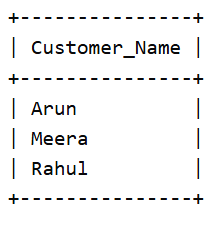 +---------------+
| Customer_Name |
+---------------+
| Arun          |
| Meera         |
| Rahul         |
+---------------+